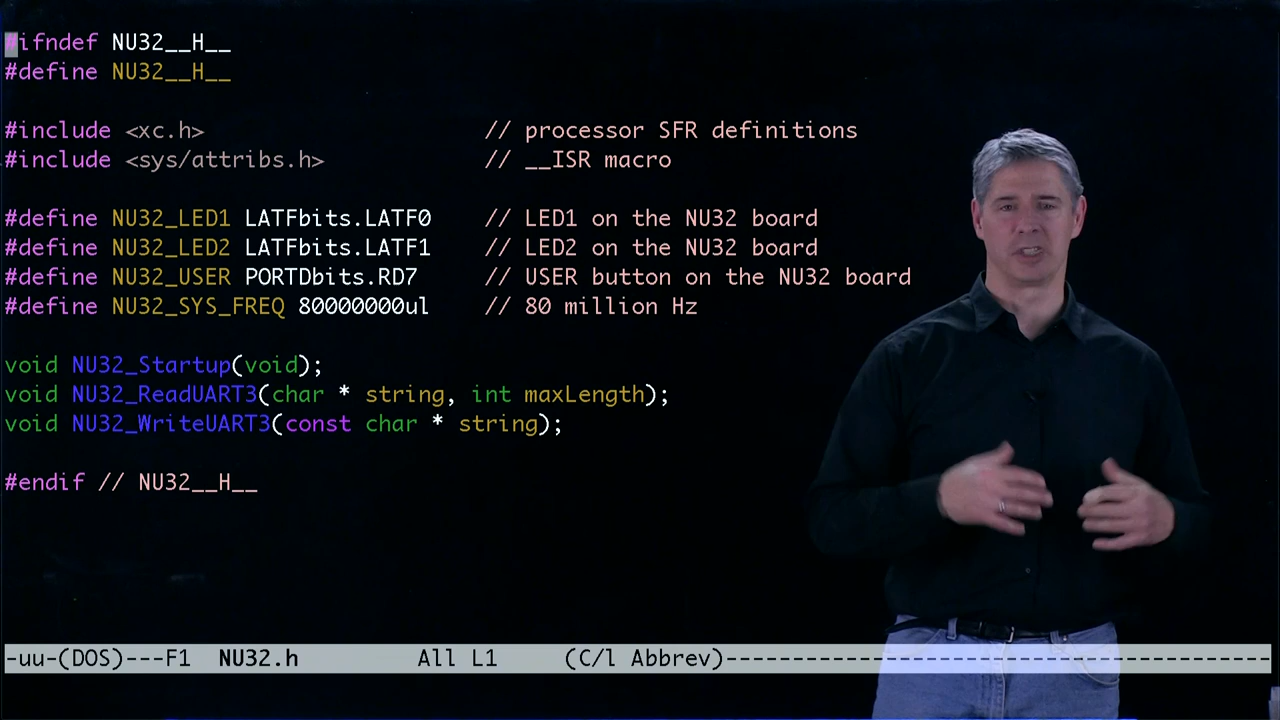 #ifndef NU32__H__
#define NU32__H__
#include <xc.h> // processor SFR definitions
#include <sys/attribs.h> // __ISR macro
#define NU32_LED1 LATFbits.LATF0 // LED1 on the NU32 board
#define NU32_LED2 LATFbits.LATF1 // LED2 on the NU32 board
#define NU32_USER PORTDbits.RD7 // USER button on the NU32 board
#define NU32_SYS_FREQ 80000000ul // 80 million Hz
void NU32_Startup(void);
void NU32_ReadUART3(char * string, int maxLength);
void NU32_WriteUART3(const char * string);
#endif // NU32__H__
-uu-(DOS)---F1 NU32.h All L1 (C/l Abbrev)-----------------------------------------